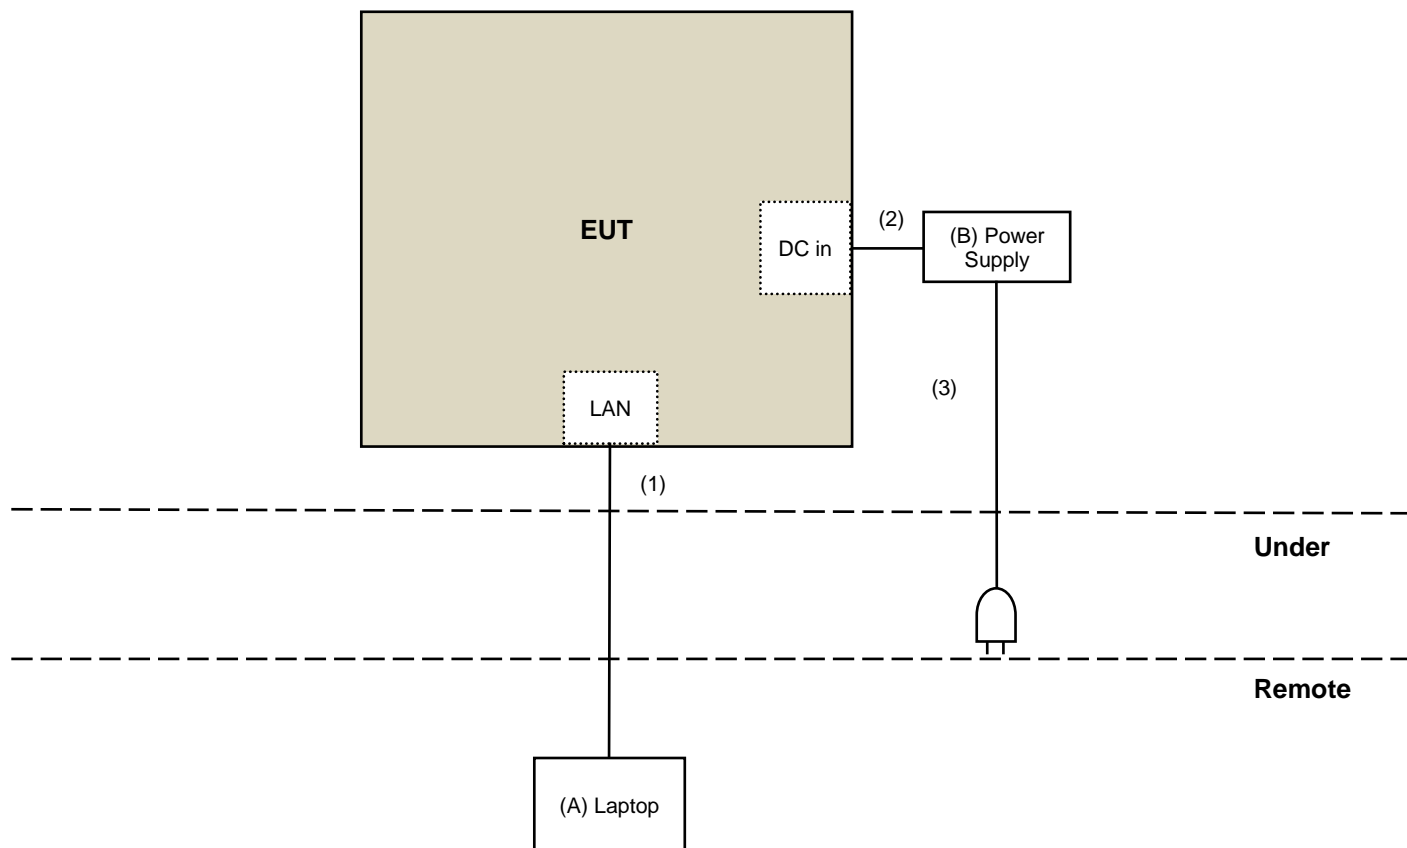 EUT
(2)
(B) Power
Supply
DC in
(3)
LAN
(1)
Under
Remote
(A) Laptop